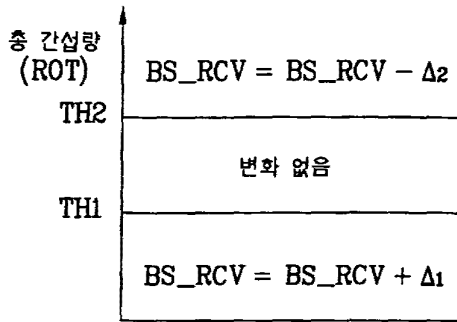 총 간섭량
(ROT)
BS_RCV = BS_RCV − Δ2
TH2
변화 없음
TH1
BS_RCV = BS_RCV + Δ1